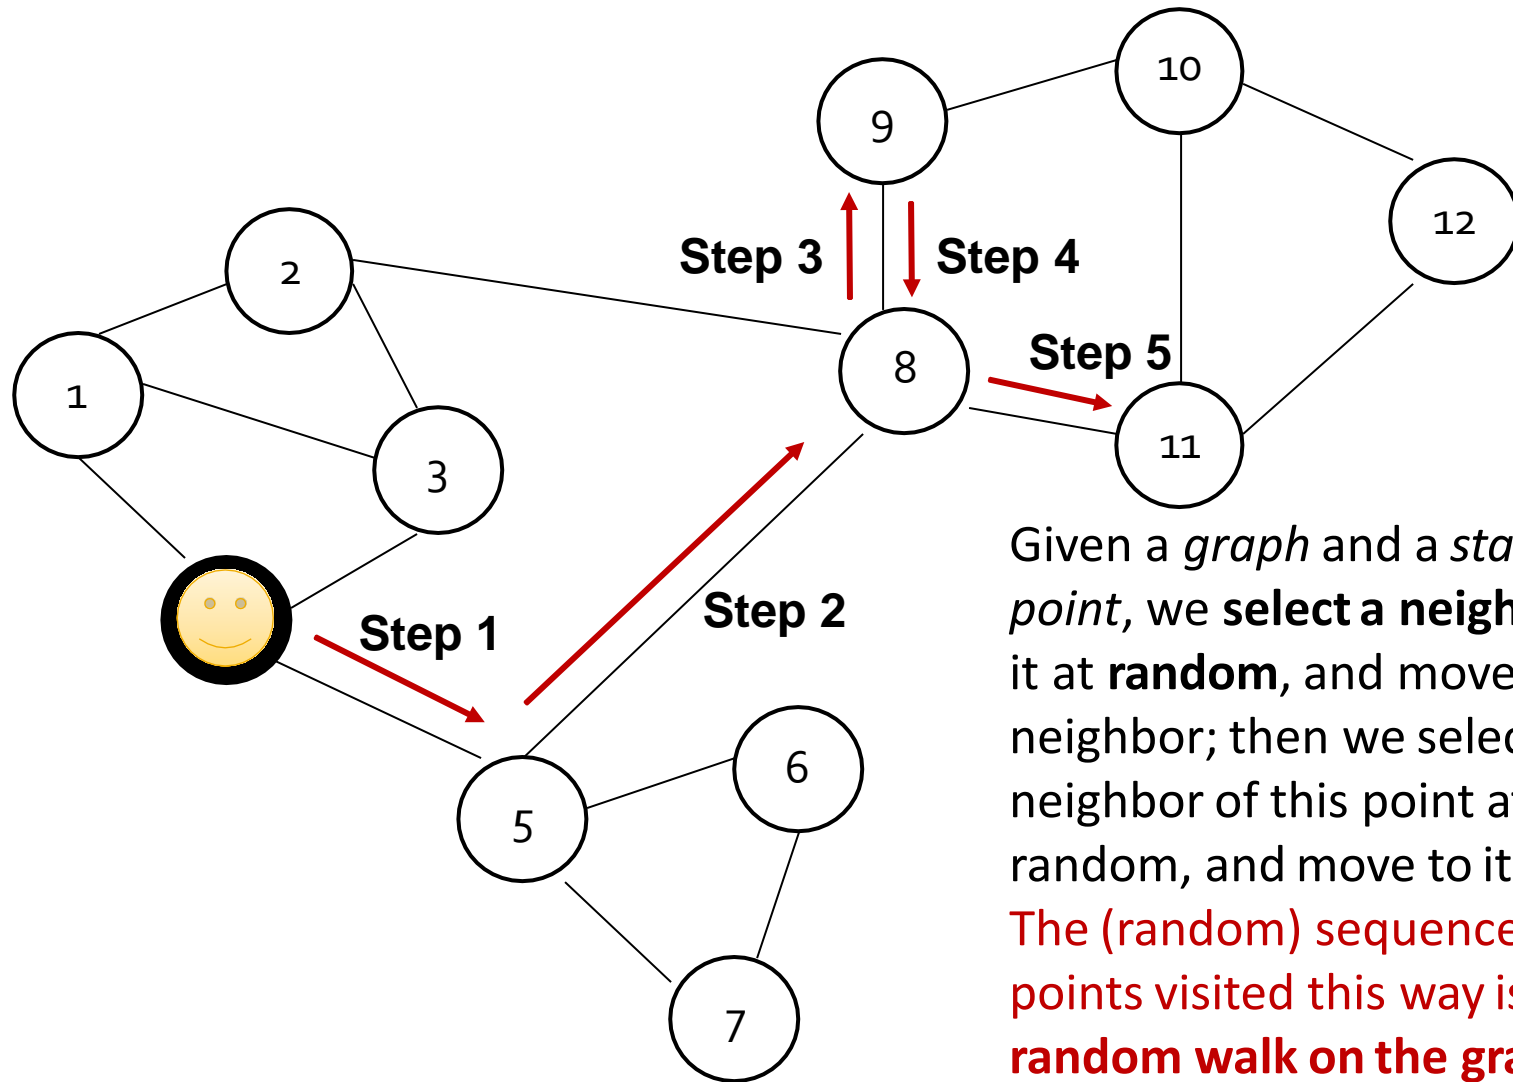 10
9
12
2
Step 3
Step 4
8
Step 5
1
11
3
Given a graph and a sta
point, we select a neigh
it at random, and move
neighbor; then we selec
neighbor of this point a
random, and move to it
The (random) sequence
points visited this way is
random walk on the gra
Step 1
Step 2
6
5
7